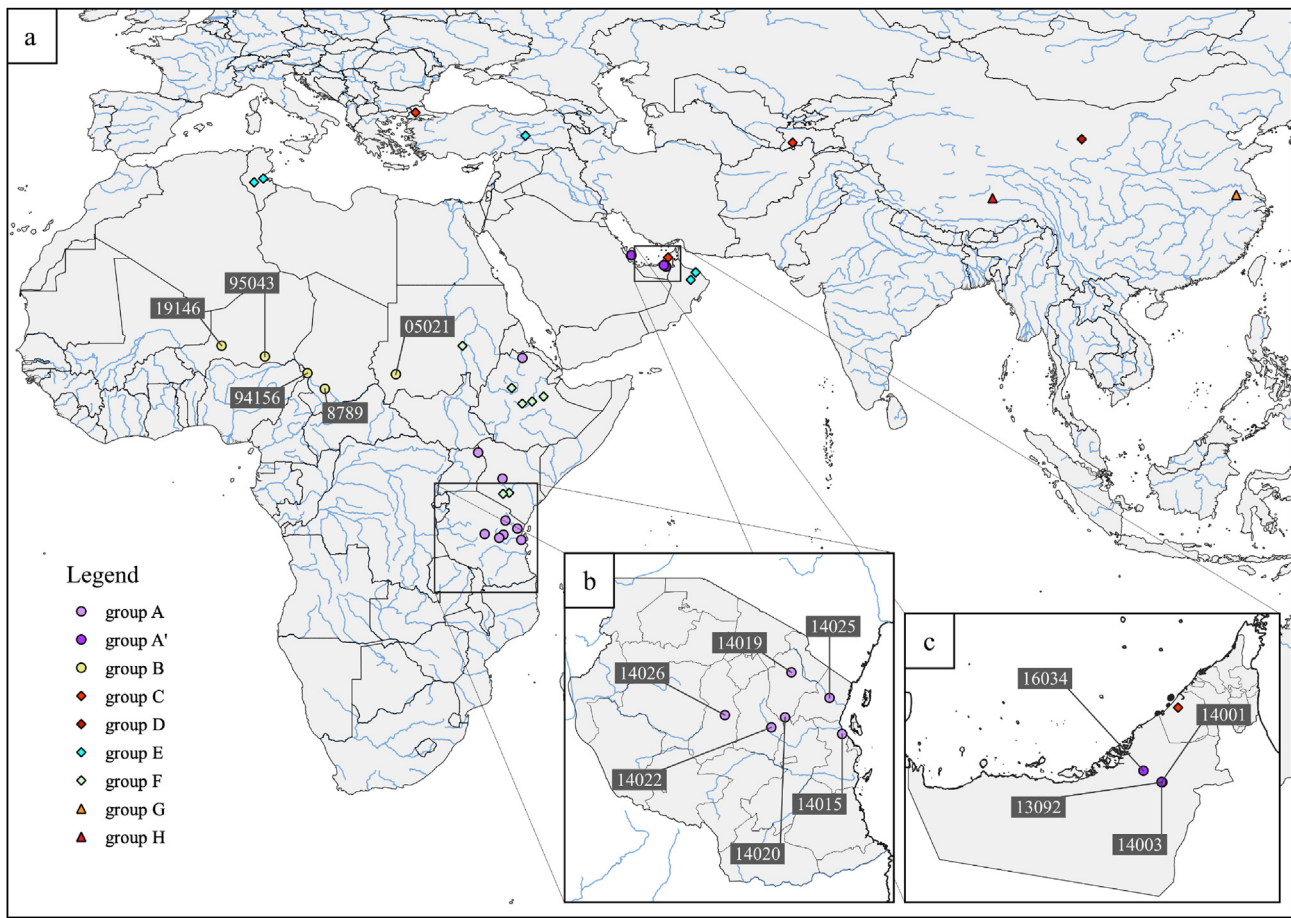 a
95043
19146
05021
94156
8789
Legend
group A
group A'
group B
group C
group D
group E
group F
group G
group H
b
14025
14019
14026
14022
14015
14020
c
16034
14001
13092
14003